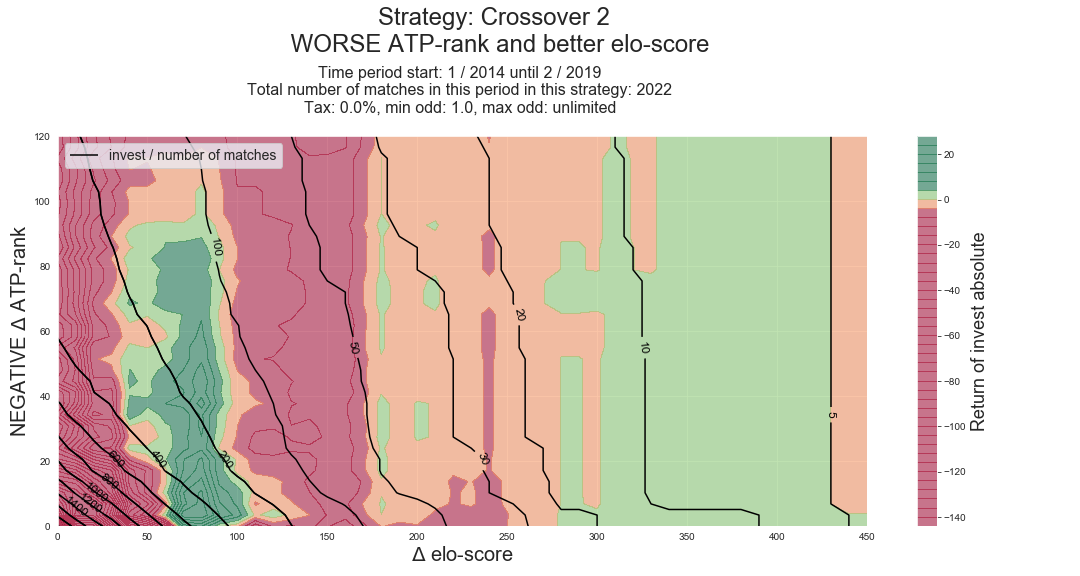 Strategy: Crossover 2
WORSE ATP-rank and better elo-score
Time period start: 1 / 2014 until 2 / 2019
Total number of matches in this period in this strategy: 2022
Tax: 0.0%, min odd: 1.0, max odd: unlimited
invest / number of matches
NEGATIVE Δ ATP-rank
120
100
80
60
40
20
0
100
50
20
10
5
30
200
400
600
800
1000
1200
1400
0 50 100 150 200 250 300 350 400 450
Δ elo-score
20
0
−20
−40
−60
−80
−100
−120
−140
Return of invest absolute